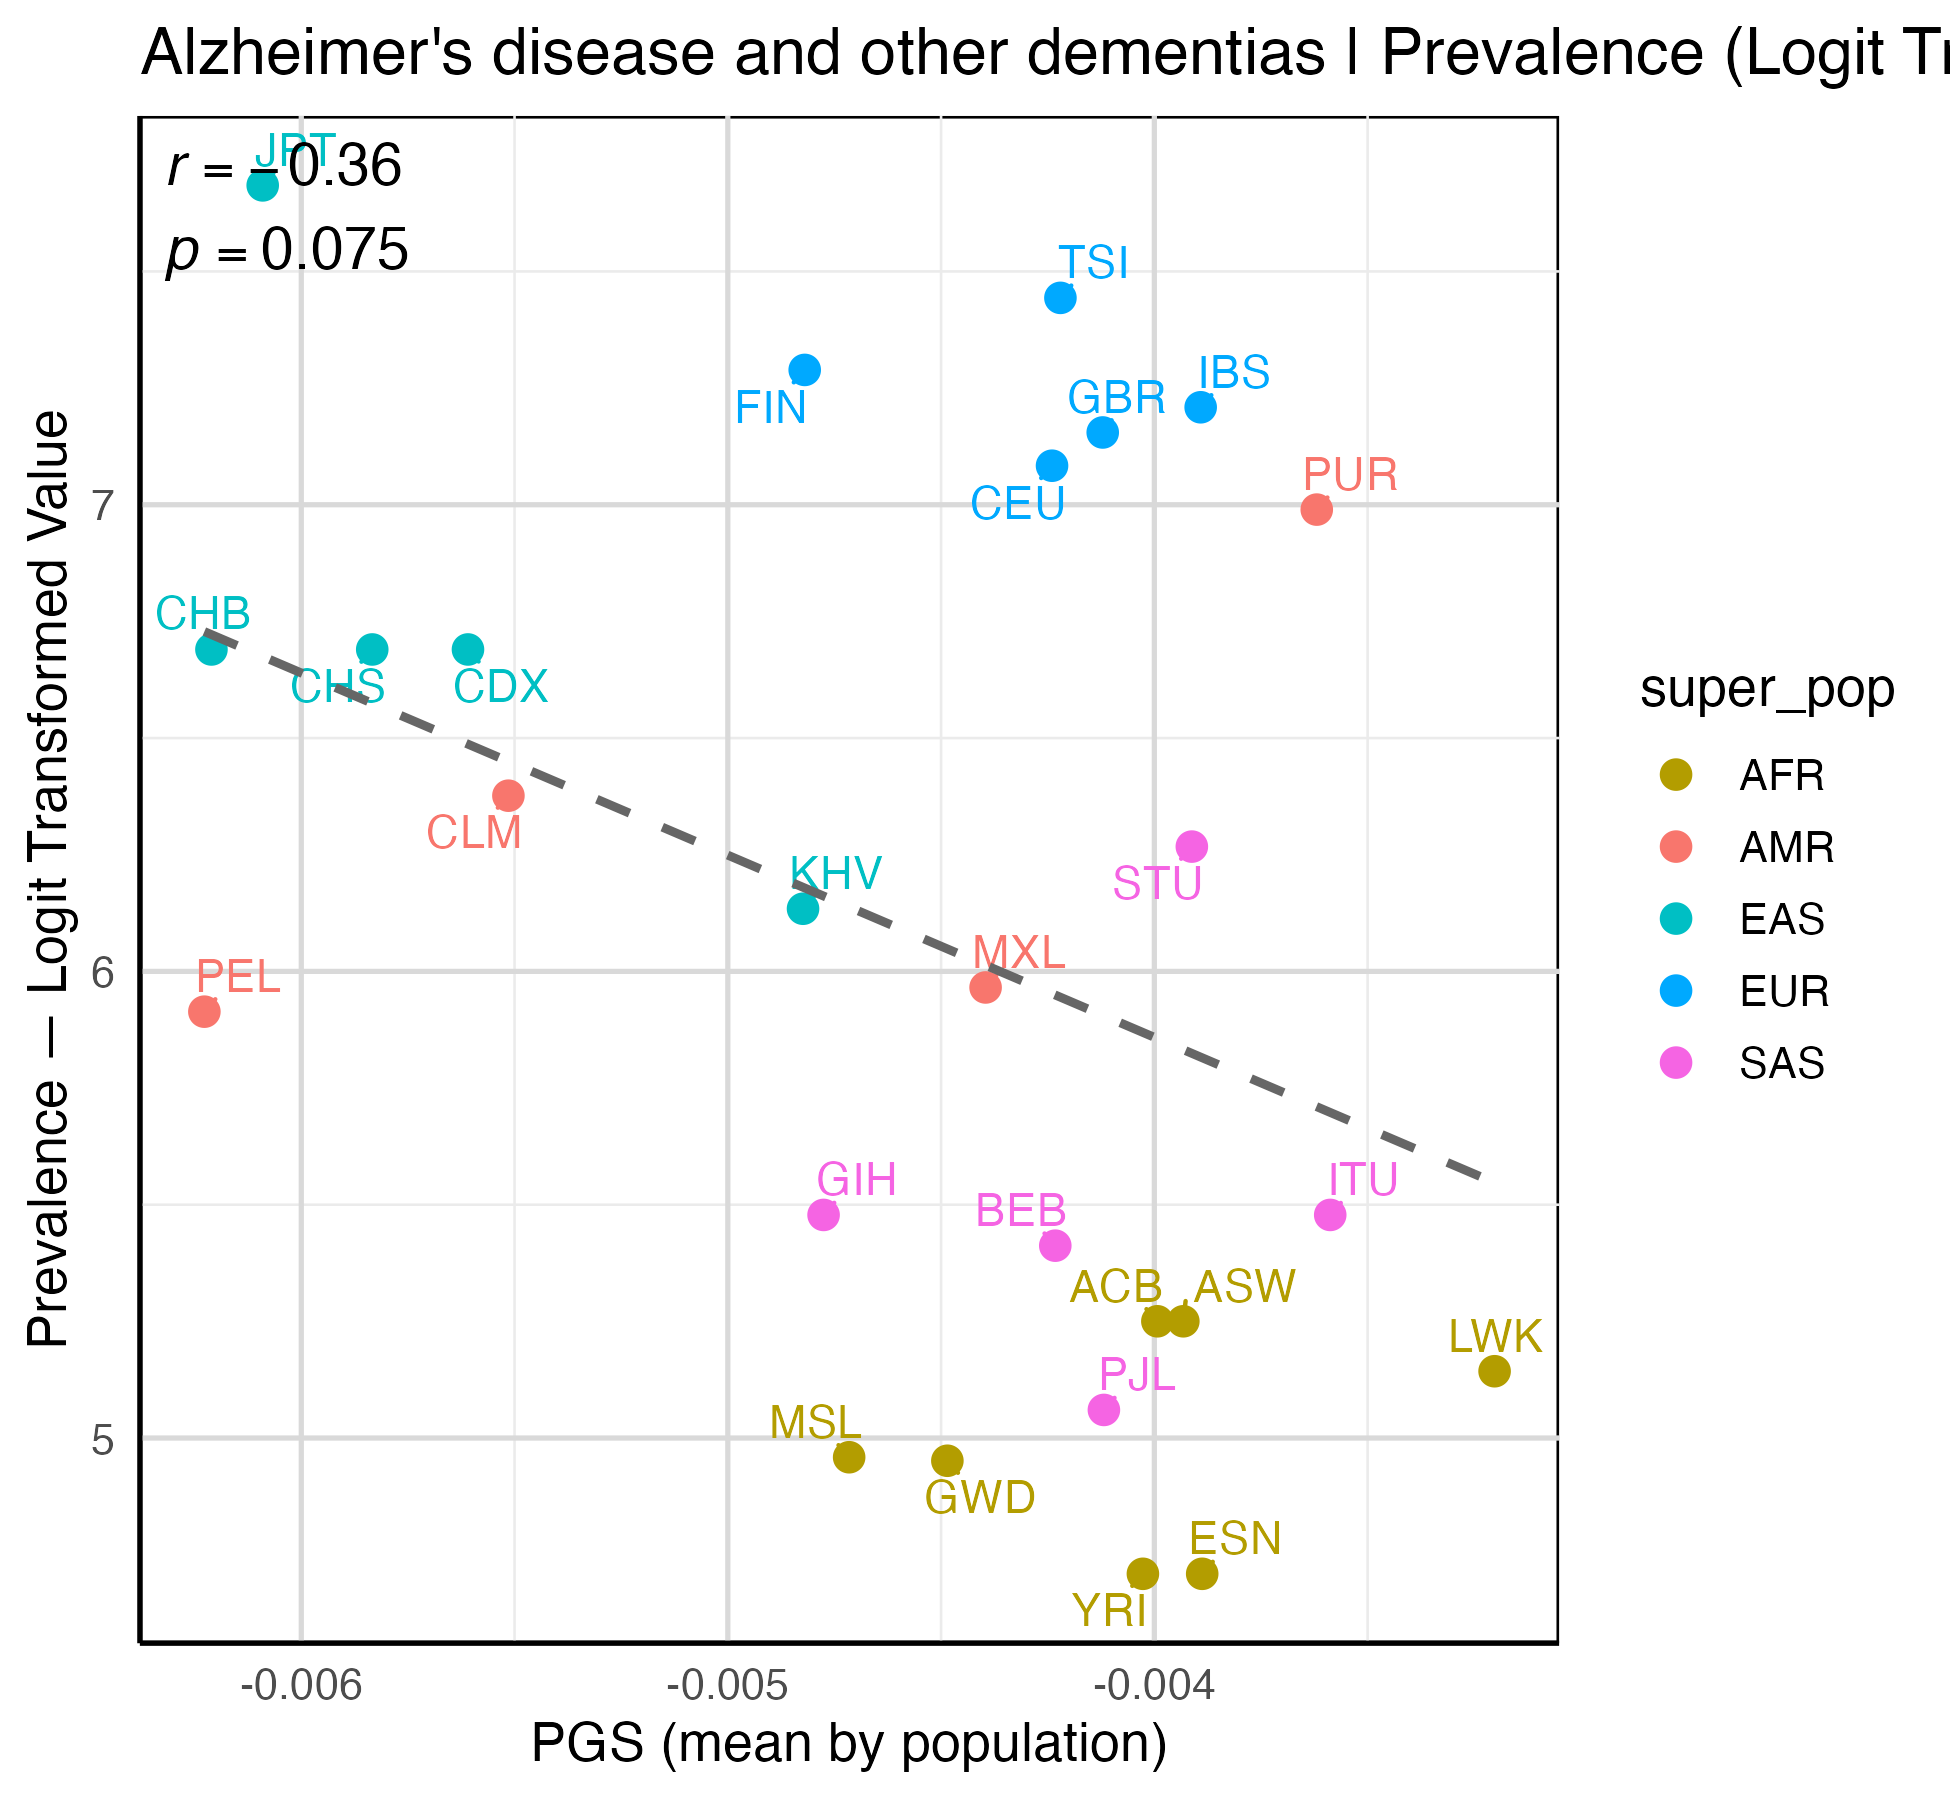 Alzheimer's disease and other dementias | Prevalence (Logit Tr
JPT
r = −0.36
p = 0.075
TSI
FIN
IBS
GBR
CEU
PUR
CHB
CHS
CDX
CLM
KHV
STU
MXL
PEL
GIH
ITU
BEB
ACB
ASW
LWK
PJL
MSL
GWD
ESN
YRI
7
6
5
Prevalence — Logit Transformed Value
-0.006
-0.005
-0.004
PGS (mean by population)
super_pop
AFR
AMR
EAS
EUR
SAS